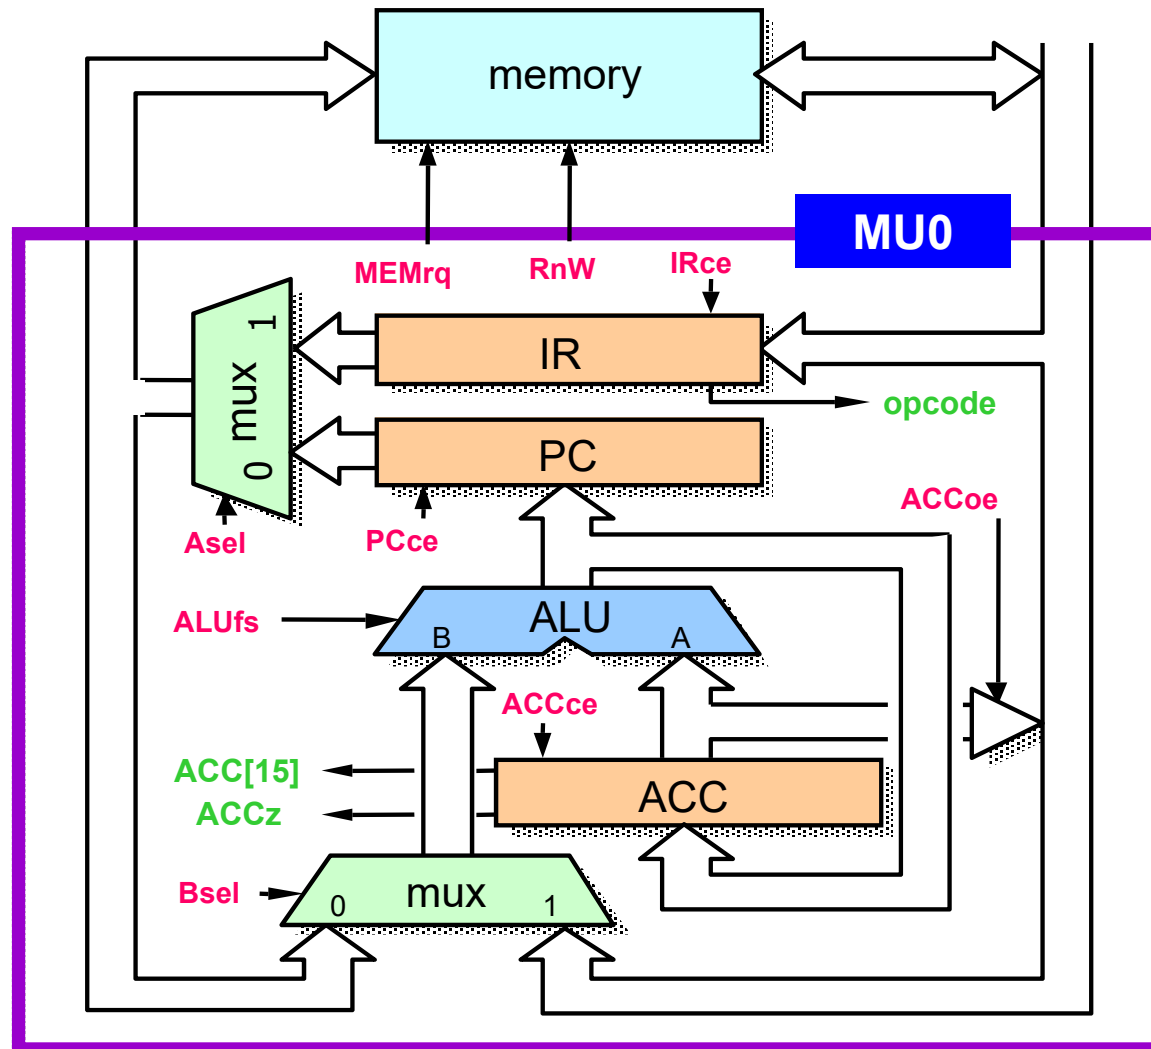 memory
MU0
MEMrq
RnW
IRce
mux
1
0
IR
opcode
PC
ACCoe
Asel
PCce
ALUfs
ALU
B
A
ACCce
ACC[15]
ACCz
ACC
Bsel
mux
0
1